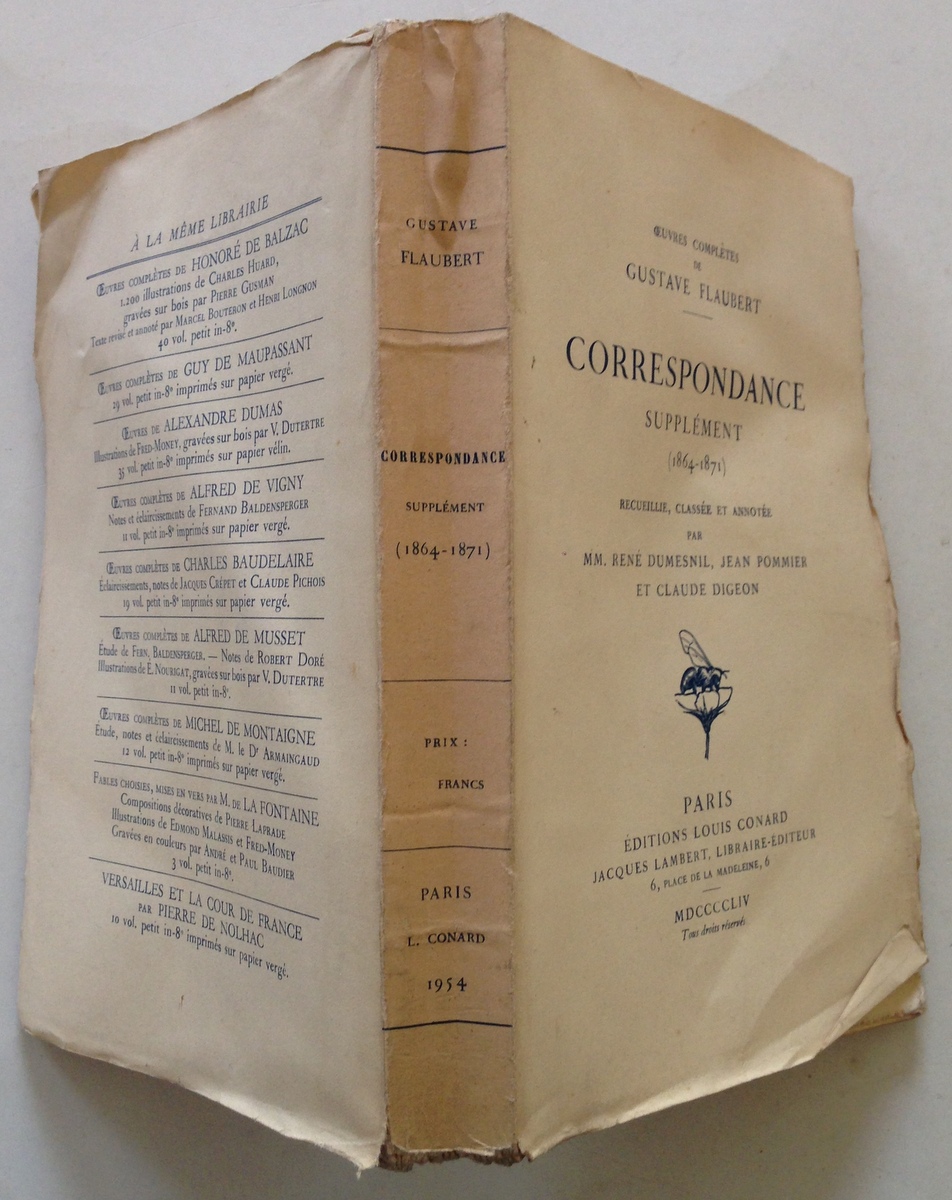 À LA MÊME LIBRAIRIE
ŒUVRES COMPLÈTES DE HONORÉ DE BALZAC
1.200 illustrations de CHARLES HUARD,
gravées sur bois par PIERRE GUSMAN
Texte revisé et annoté par MARCEL BOUTERON et HENRI LONGNON
40 vol. petit in-8°.
ŒUVRES COMPLÈTES DE GUY DE MAUPASSANT
29 vol. petit in-8° imprimés sur papier vergé.
ŒUVRES DE ALEXANDRE DUMAS
Illustrations de FRED-MONEY, gravées sur bois par V. DUTERTRE
35 vol. petit in-8° imprimés sur papier vélin.
ŒUVRES COMPLÈTES DE ALFRED DE VIGNY
Notes et éclaircissements de FERNAND BALDENSPERGER
11 vol. petit in-8° imprimés sur papier vergé.
ŒUVRES COMPLÈTES DE CHARLES BAUDELAIRE
Éclaircissements, notes de JACQUES CRÉPET et CLAUDE PICHOIS
19 vol. petit in-8° imprimés sur papier vergé.
ŒUVRES COMPLÈTES DE ALFRED DE MUSSET
Étude de FERN. BALDENSPERGER. — Notes de ROBERT DORÉ
Illustrations de E. NOURIGAT, gravées sur bois par V. DUTERTRE
11 vol. petit in-8°.
ŒUVRES COMPLÈTES DE MICHEL DE MONTAIGNE
Étude, notes et éclaircissements de M. le Dr ARMAINGAUD
12 vol. petit in-8° imprimés sur papier vergé.
FABLES CHOISIES, MISES EN VERS PAR M. DE LA FONTAINE
Compositions décoratives de PIERRE LAPRADE
Illustrations de EDMOND MALASSIS et FRED-MONEY
Gravées en couleurs par ANDRÉ et PAUL BAUDIER
3 vol. petit in-8°.
VERSAILLES ET LA COUR DE FRANCE
PAR PIERRE DE NOLHAC
10 vol. petit in-8° imprimés sur papier vergé.
GUSTAVE
FLAUBERT
CORRESPONDANCE
SUPPLÉMENT
(1864-1871)
PRIX :
FRANCS
PARIS
L. CONARD
1954
ŒUVRES COMPLÈTES
DE
GUSTAVE FLAUBERT
CORRESPONDANCE
SUPPLÉMENT
(1864-1871)
RECUEILLIE, CLASSÉE ET ANNOTÉE
PAR
MM. RENÉ DUMESNIL, JEAN POMMIER
ET CLAUDE DIGEON
PARIS
ÉDITIONS LOUIS CONARD
JACQUES LAMBERT, LIBRAIRE-ÉDITEUR
6, PLACE DE LA MADELEINE, 6
MDCCCCLIV
Tous droits réservés